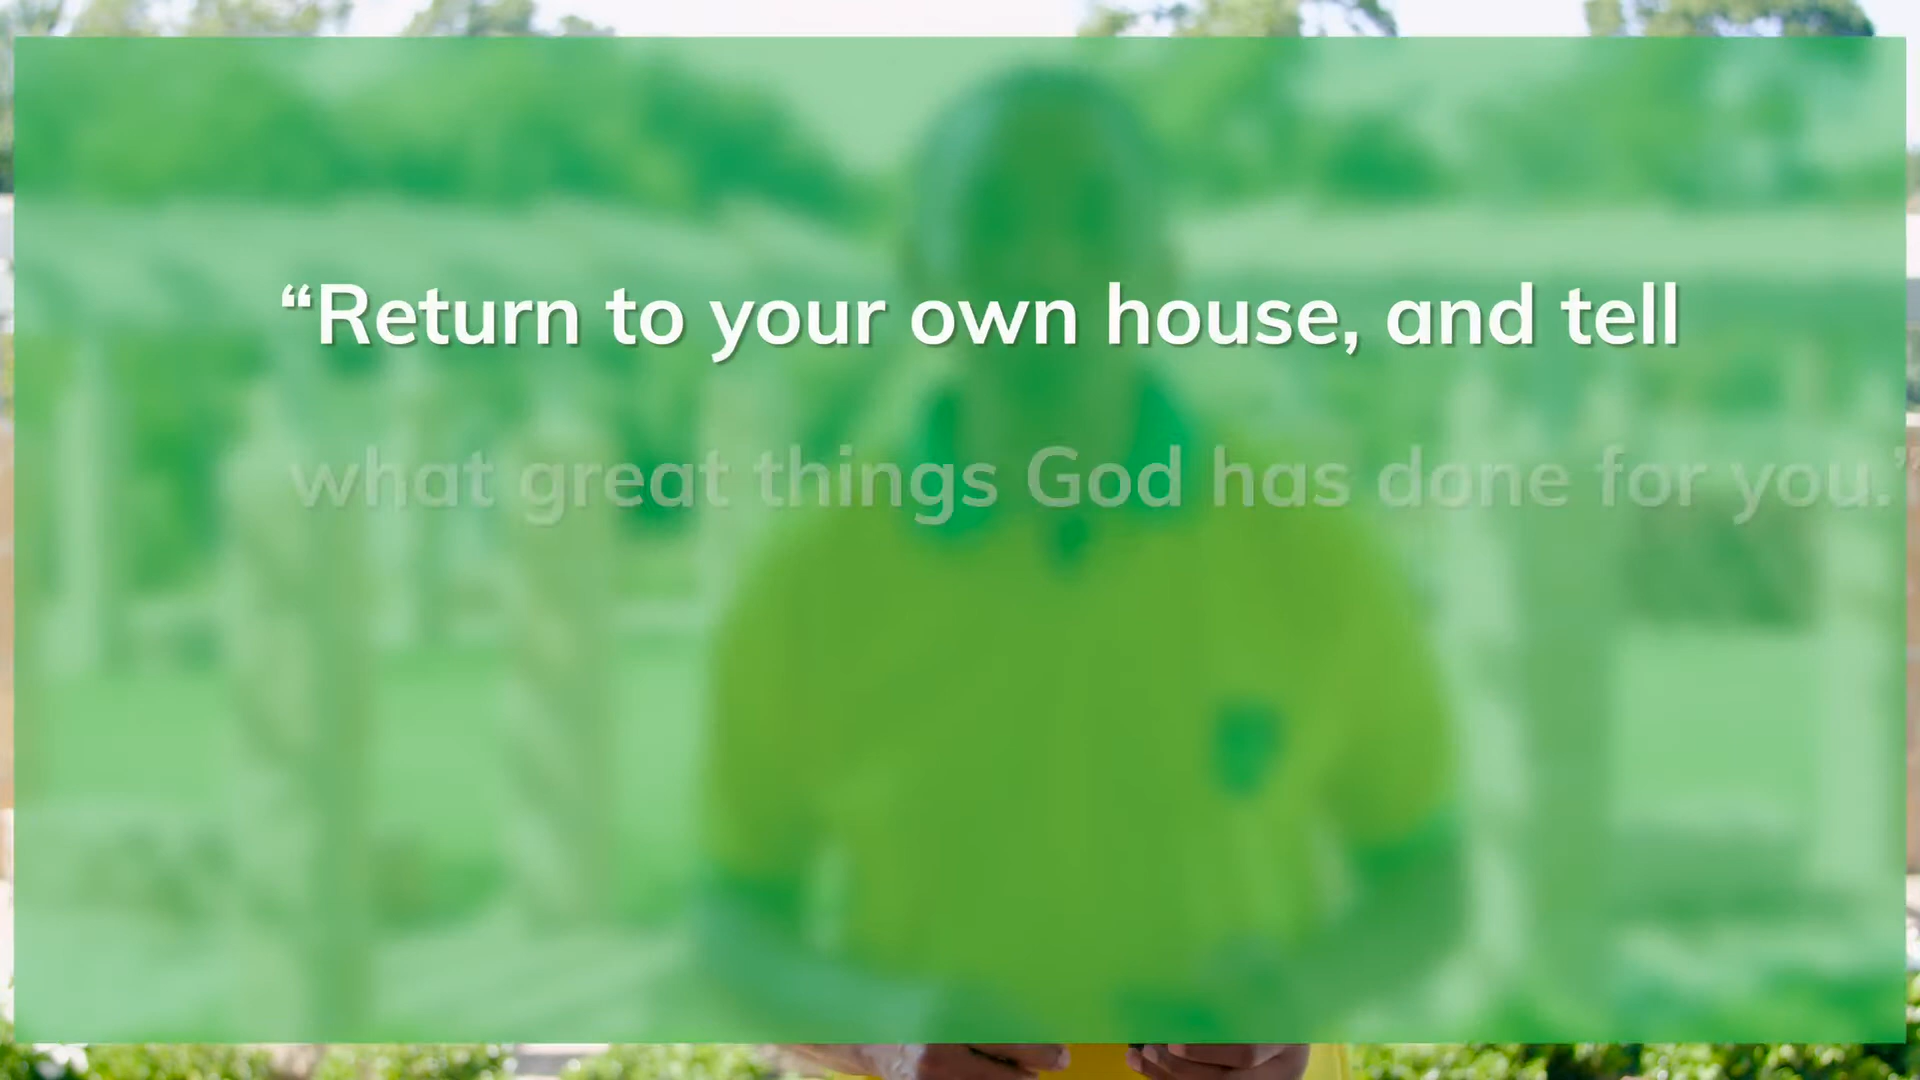 “Return to your own house, and tell
what great things God has done for you.”